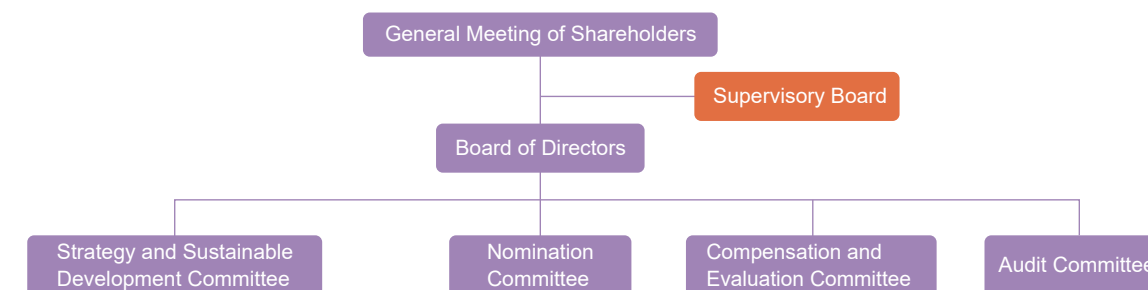 General Meeting of Shareholders
Supervisory Board
Board of Directors
Strategy and Sustainable
Development Committee
Nomination
Committee
Compensation and
Evaluation Committee
Audit Committee